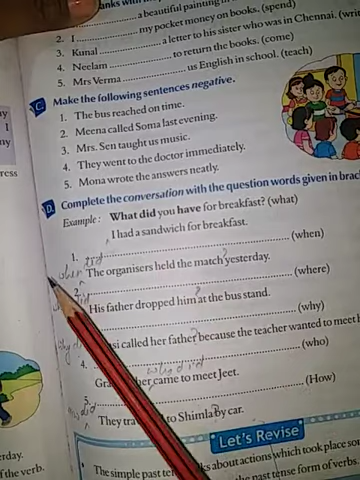 a beautiful painting
2. I ............ my pocket money on books. (spend)
3. Kunal ............ a letter to his sister who was in Chennai.
4. Neelam ............ to return the books. (come)
5. Mrs Verma ............ us English in school. (teach)
C. Make the following sentences negative.
1. The bus reached on time.
2. Meena called Soma last evening.
3. Mrs. Sen taught us music.
4. They went to the doctor immediately.
5. Mona wrote the answers neatly.
D. Complete the conversation with the question words given in
Example: What did you have for breakfast? (what)
I had a sandwich for breakfast.
1. ............ (when)
when did
The organisers held the match? yesterday.
2. ............ (where)
His father dropped him? at the bus stand.
............ (why)
called her father? because the teacher wanted to meet
4. ............ (who)
who did
came to meet Jeet.
5. ............ (How)
did
They to Shimla? by car.
Let's Revise
The simple past about actions which took place
past tense form of verbs.
the verb.